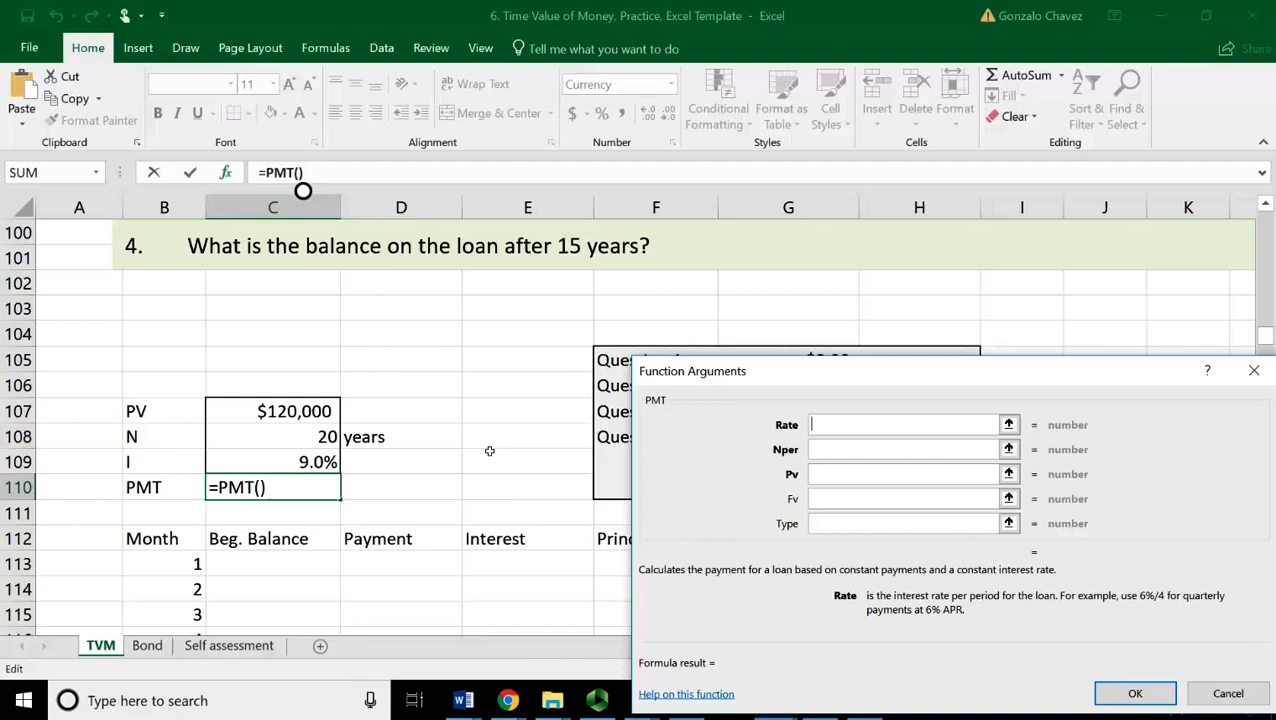 6. Time Value of Money, Practice, Excel Template - Excel
Gonzalo Chavez
File Home Insert Draw Page Layout Formulas Data Review View Tell me what you want to do Share
Paste
Cut
Copy
Format Painter
Clipboard
11 A A
B I U A
Font
ab Wrap Text
Merge & Center
Alignment
Currency
$ % , .0 .00 .00 .0
Number
Conditional Formatting
Format as Table
Cell Styles
Styles
Insert Delete Format
Cells
AutoSum
Fill
Clear
Sort & Filter
Find & Select
Editing
SUM fx =PMT()
A B C D E F G H I J K
100
101
4. What is the balance on the loan after 15 years?
102
103
104
105
106
107 PV $120,000
108 N 20 years
109 I 9.0%
110 PMT =PMT()
111
112 Month Beg. Balance Payment Interest
113 1
114 2
115 3
Function Arguments ?
PMT
Rate = number
Nper = number
Pv = number
Fv = number
Type = number
=
Calculates the payment for a loan based on constant payments and a constant interest rate.
Rate is the interest rate per period for the loan. For example, use 6%/4 for quarterly
payments at 6% APR.
Formula result =
Help on this function OK Cancel
TVM Bond Self assessment
Edit
Type here to search